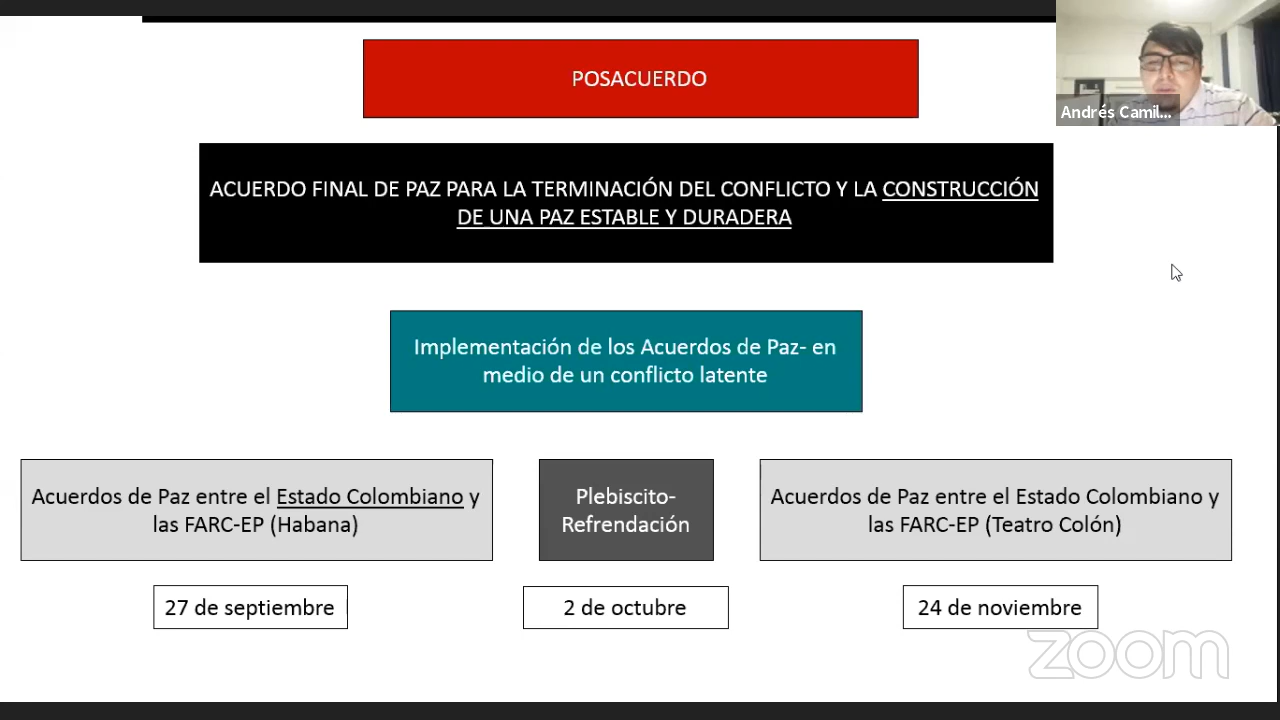 POSACUERDO
Andrés Camil...
ACUERDO FINAL DE PAZ PARA LA TERMINACIÓN DEL CONFLICTO Y LA CONSTRUCCIÓN
DE UNA PAZ ESTABLE Y DURADERA
Implementación de los Acuerdos de Paz- en
medio de un conflicto latente
Acuerdos de Paz entre el Estado Colombiano y
las FARC-EP (Habana)
Plebiscito-
Refrendación
Acuerdos de Paz entre el Estado Colombiano y
las FARC-EP (Teatro Colón)
27 de septiembre
2 de octubre
24 de noviembre
zoom